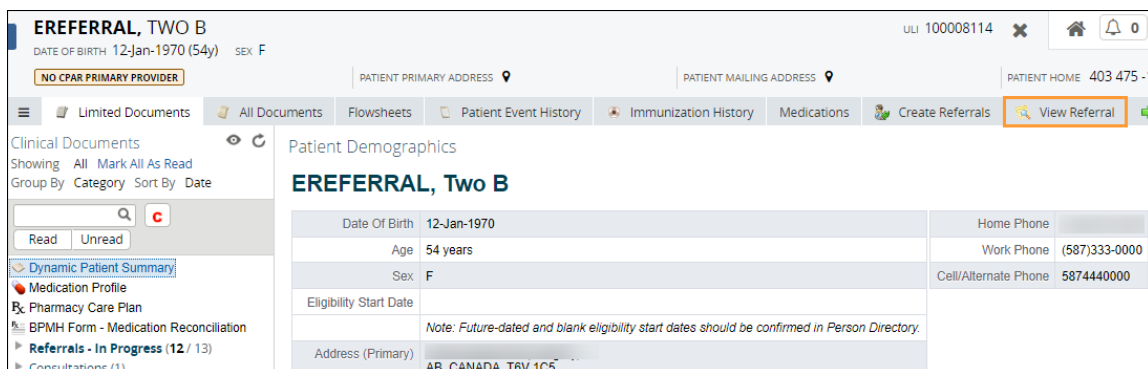 EREFERRAL, TWO B
ULI 100008114
0
DATE OF BIRTH 12-Jan-1970 (54y) SEX F
NO CPAR PRIMARY PROVIDER
PATIENT PRIMARY ADDRESS
PATIENT MAILING ADDRESS
PATIENT HOME 403 475 -
Limited Documents
All Documents
Flowsheets
Patient Event History
Immunization History
Medications
Create Referrals
View Referral
Clinical Documents
Showing All Mark All As Read
Group By Category Sort By Date
C
Read Unread
Dynamic Patient Summary
Medication Profile
Pharmacy Care Plan
BPMH Form - Medication Reconciliation
Referrals - In Progress (12 / 13)
Consultations (1)
Patient Demographics
EREFERRAL, Two B
Date Of Birth 12-Jan-1970
Age 54 years
Sex F
Eligibility Start Date
Note: Future-dated and blank eligibility start dates should be confirmed in Person Directory.
Address (Primary)
AB, CANADA, T6V 1C5
Home Phone
Work Phone (587)333-0000
Cell/Alternate Phone 5874440000